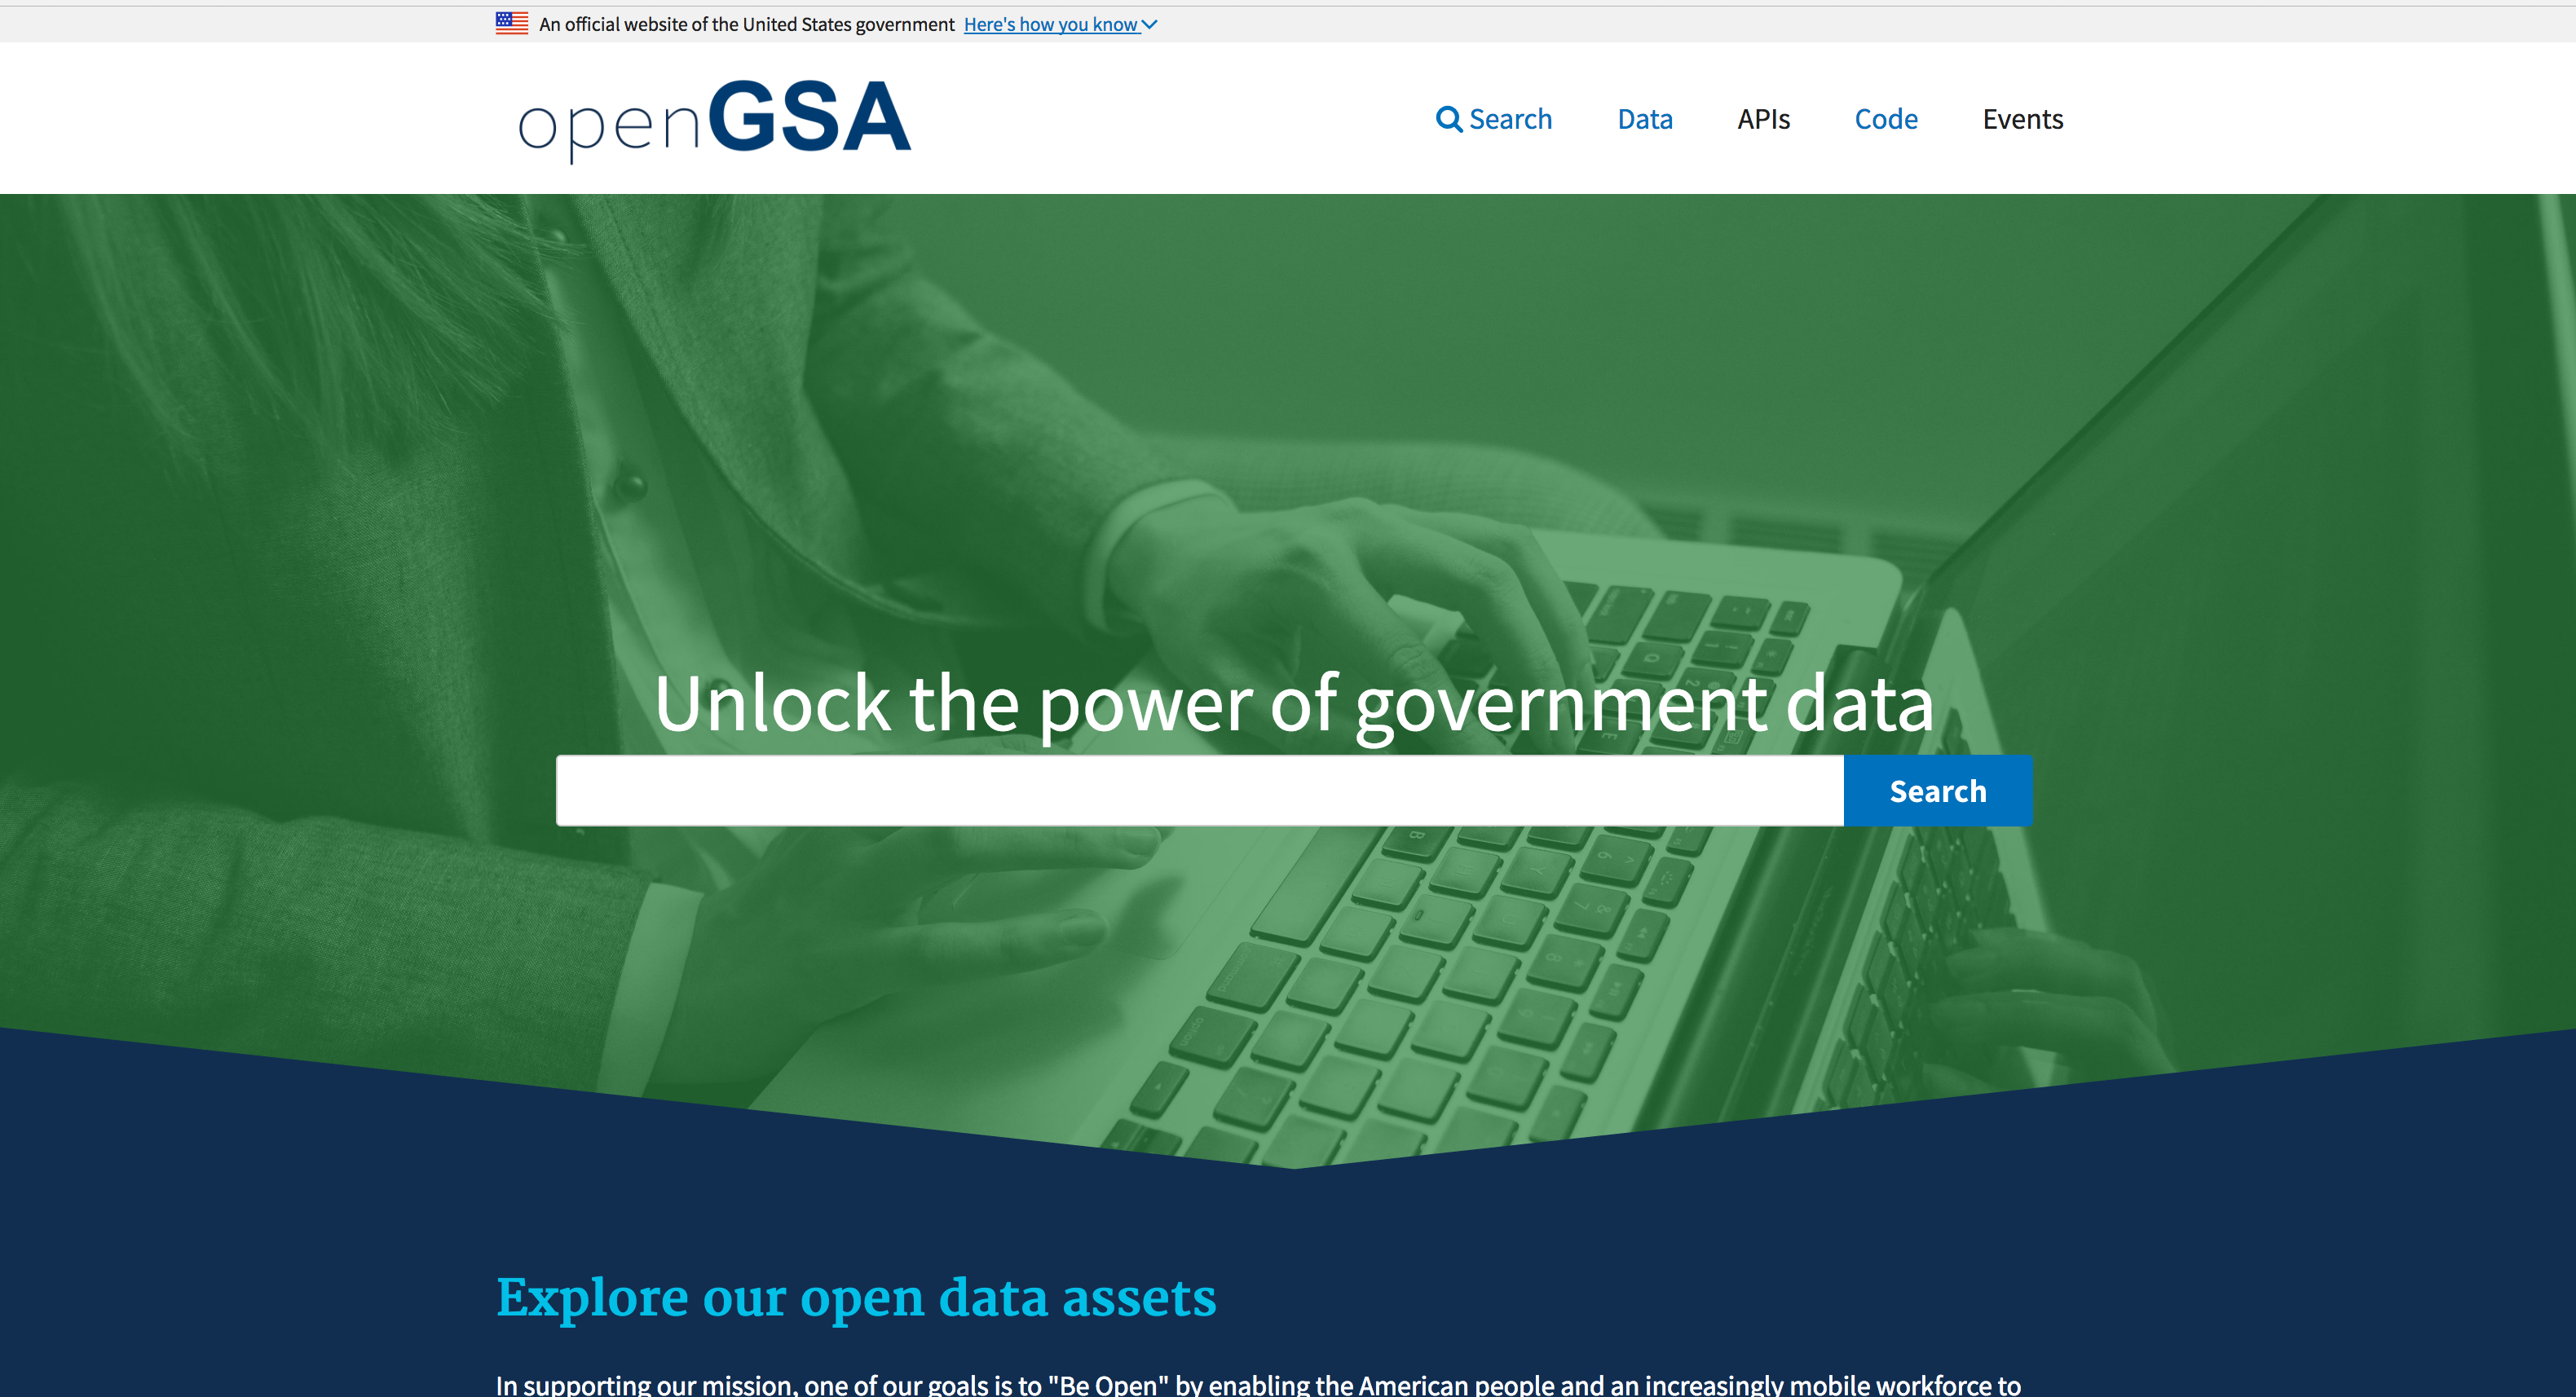 An official website of the United States government Here's how you know
openGSA
Search Data APIs Code Events
Unlock the power of government data
Search
Explore our open data assets
In supporting our mission, one of our goals is to "Be Open" by enabling the American people and an increasingly mobile workforce to